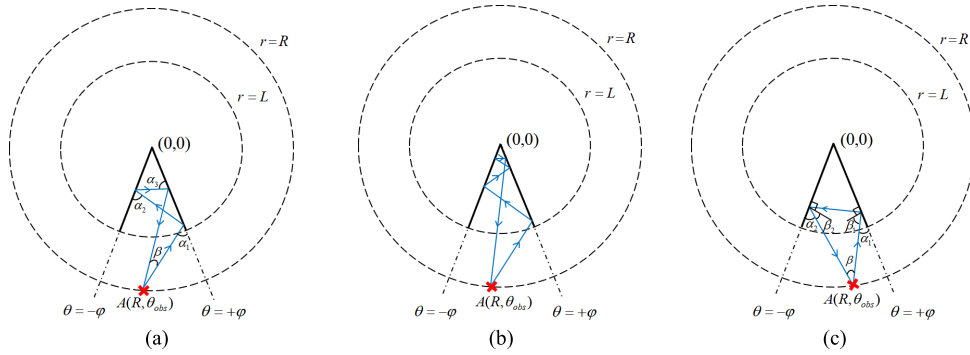 r = R
r = L
(0,0)
α₃
α₂
α₁
β
A(R, θobs)
θ = −φ
θ = +φ
(a)
r = R
r = L
(0,0)
A(R, θobs)
θ = −φ
θ = +φ
(b)
r = R
r = L
(0,0)
α₂
β₂
β₁
α₁
β
A(R, θobs)
θ = −φ
θ = +φ
(c)